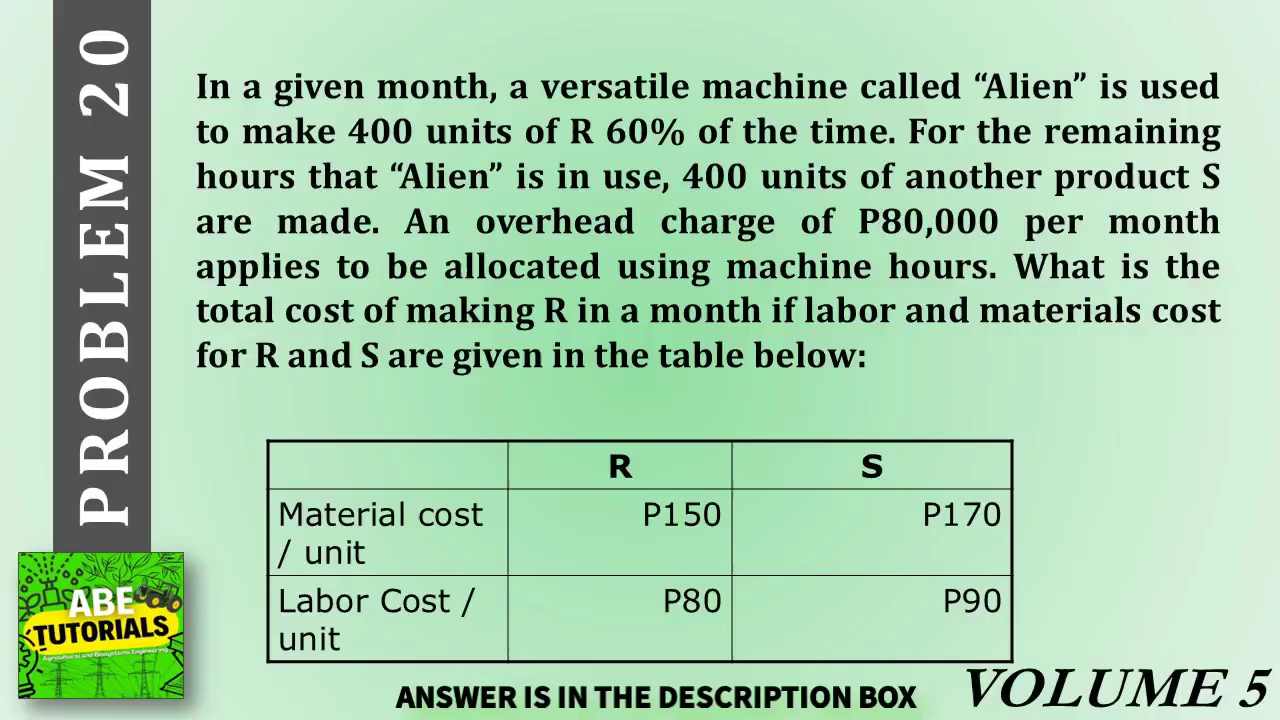 PROBLEM 20
In a given month, a versatile machine called “Alien” is used
to make 400 units of R 60% of the time. For the remaining
hours that “Alien” is in use, 400 units of another product S
are made. An overhead charge of P80,000 per month
applies to be allocated using machine hours. What is the
total cost of making R in a month if labor and materials cost
for R and S are given in the table below:
R S
Material cost / unit P150 P170
Labor Cost / unit P80 P90
ABE
TUTORIALS
Agricultural and Biosystems Engineering
ANSWER IS IN THE DESCRIPTION BOX
VOLUME 5